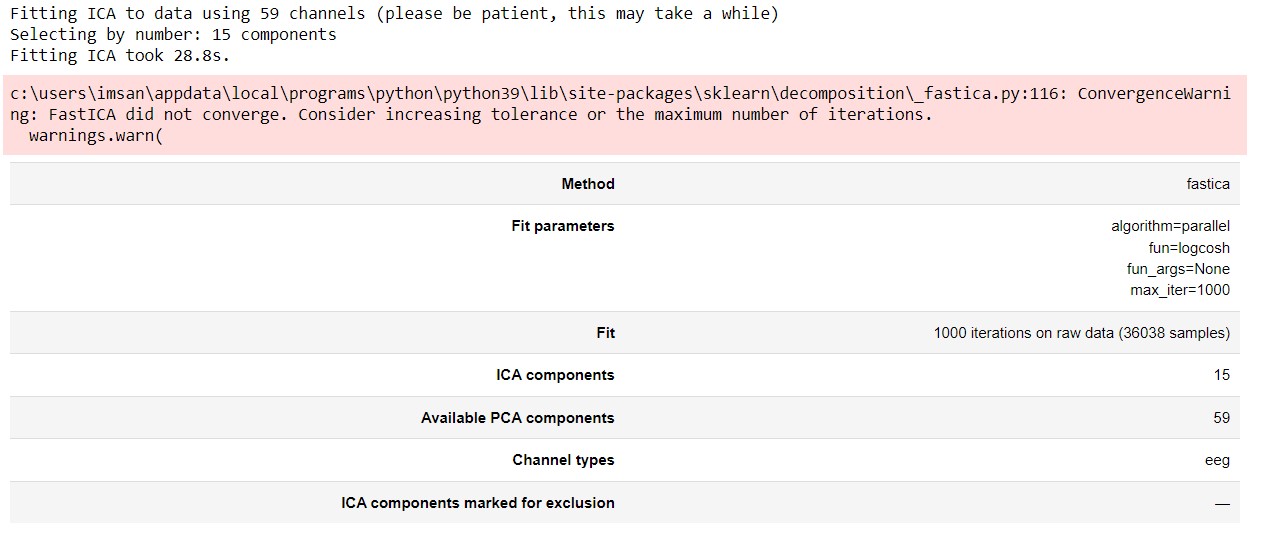 Fitting ICA to data using 59 channels (please be patient, this may take a while)
Selecting by number: 15 components
Fitting ICA took 28.8s.
c:\users\imsan\appdata\local\programs\python\python39\lib\site-packages\sklearn\decomposition\_fastica.py:116: ConvergenceWarni
ng: FastICA did not converge. Consider increasing tolerance or the maximum number of iterations.
  warnings.warn(
Method fastica
Fit parameters algorithm=parallel
fun=logcosh
fun_args=None
max_iter=1000
Fit 1000 iterations on raw data (36038 samples)
ICA components 15
Available PCA components 59
Channel types eeg
ICA components marked for exclusion —